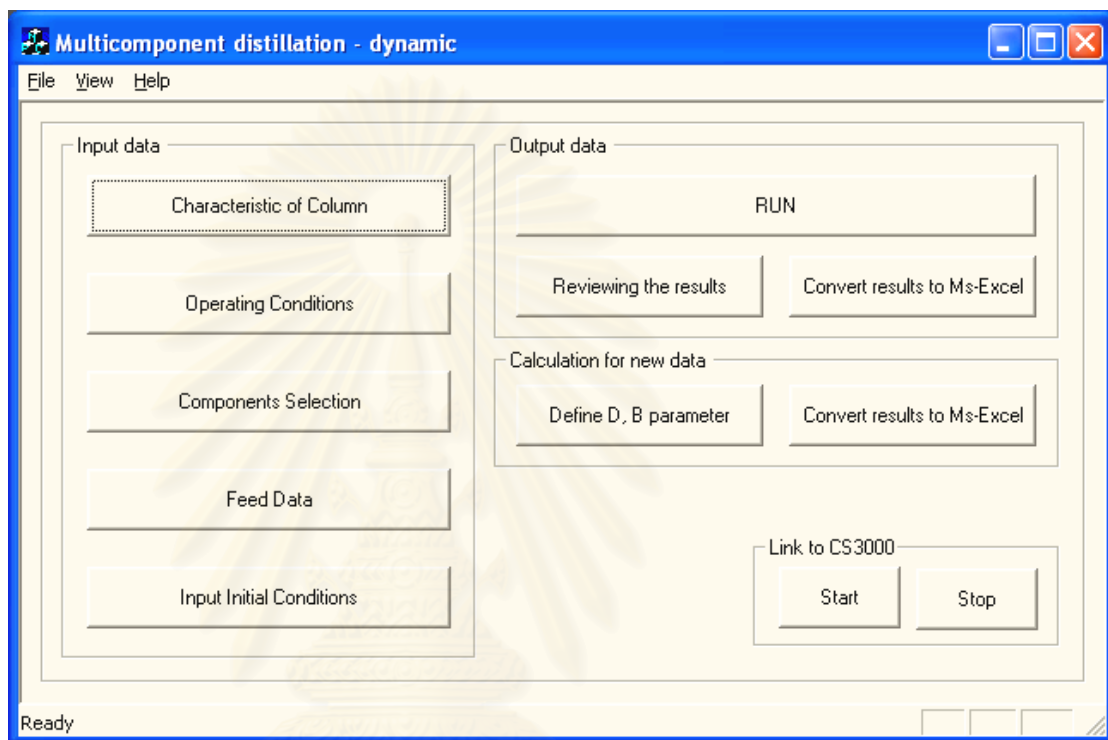 Multicomponent distillation - dynamic
File View Help
Input data
Characteristic of Column
Operating Conditions
Components Selection
Feed Data
Input Initial Conditions
Output data
RUN
Reviewing the results
Convert results to Ms-Excel
Calculation for new data
Define D, B parameter
Convert results to Ms-Excel
Link to CS3000
Start
Stop
Ready